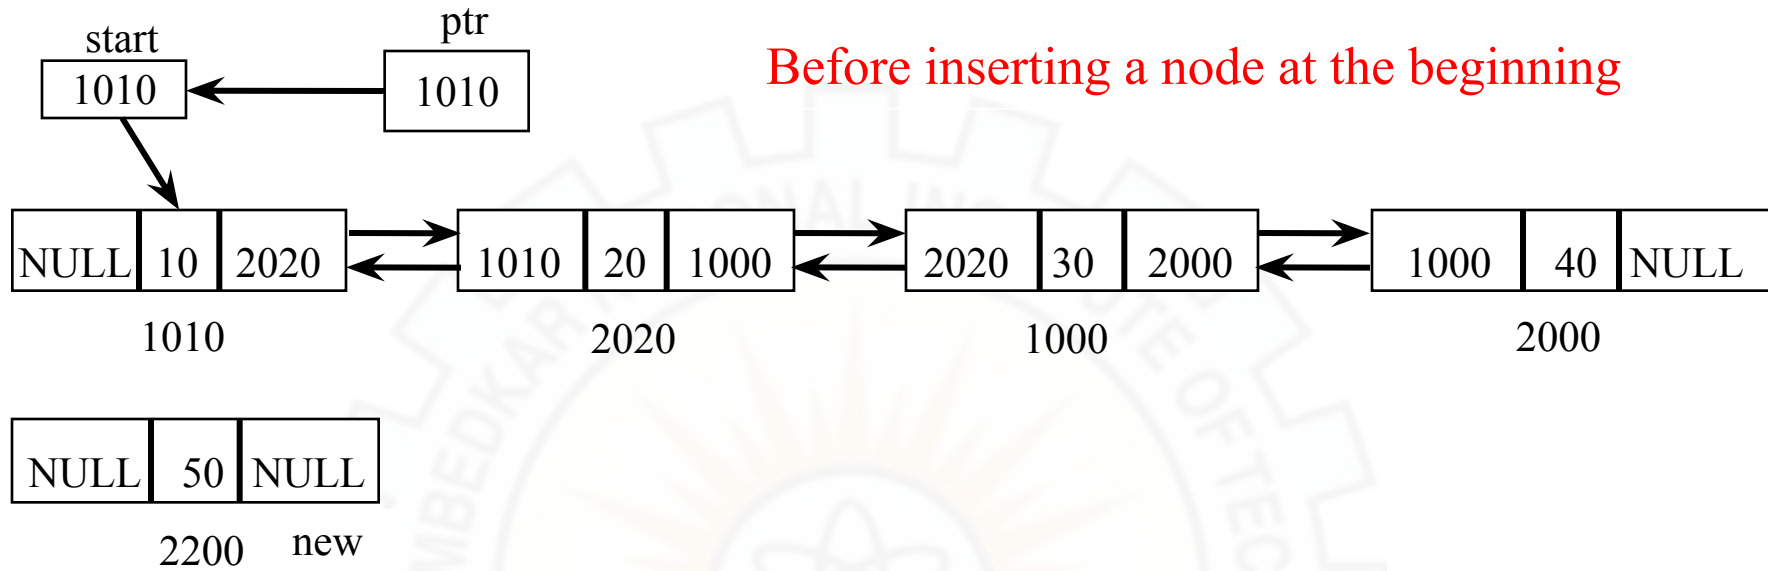 start
ptr
Before inserting a node at the beginning
1010
1010
NULL 10 2020
1010 20 1000
2020 30 2000
1000 40 NULL
1010
2020
1000
2000
NULL 50 NULL
2200
new